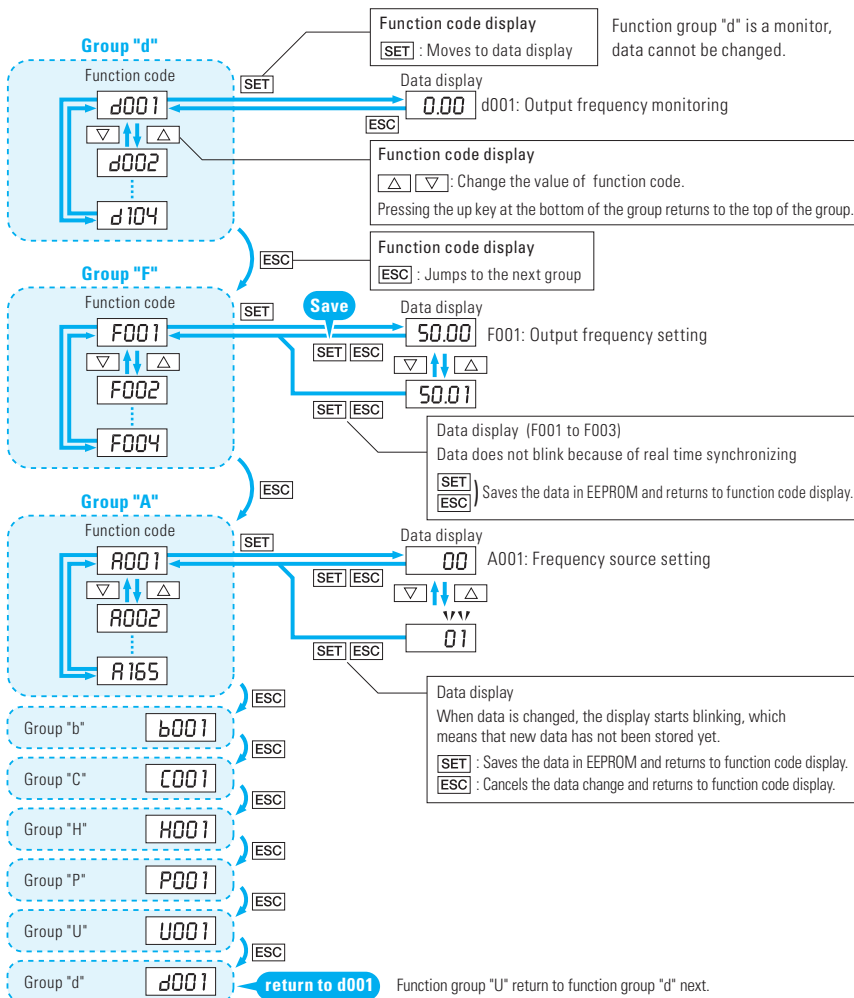 Function code display
SET : Moves to data display
Function group "d" is a monitor,
data cannot be changed.
Group "d"
Function code
SET
Data display
d001
0.00
d001: Output frequency monitoring
ESC
▽ △
d002
d104
Function code display
△ ▽ : Change the value of function code.
Pressing the up key at the bottom of the group returns to the top of the group.
ESC
Function code display
ESC : Jumps to the next group
Group "F"
Function code
SET
Save
Data display
F001
50.00
F001: Output frequency setting
SET ESC
▽ △
▽ △
F002
50.01
SET ESC
F004
Data display (F001 to F003)
Data does not blink because of real time synchronizing
SET
ESC
) Saves the data in EEPROM and returns to function code display.
ESC
Group "A"
Function code
SET
Data display
A001
00
A001: Frequency source setting
SET ESC
▽ △
▽ △
A002
01
SET ESC
A165
Data display
When data is changed, the display starts blinking, which
means that new data has not been stored yet.
SET : Saves the data in EEPROM and returns to function code display.
ESC : Cancels the data change and returns to function code display.
ESC
Group "b"
b001
ESC
Group "C"
C001
ESC
Group "H"
H001
ESC
Group "P"
P001
ESC
Group "U"
U001
ESC
Group "d"
d001
return to d001
Function group "U" return to function group "d" next.